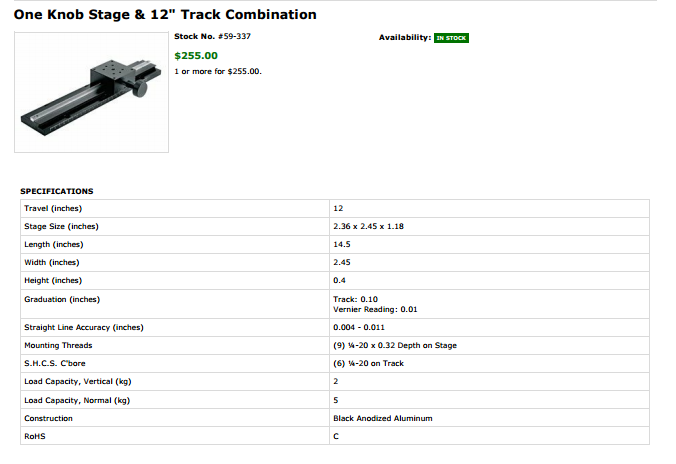 One Knob Stage & 12" Track Combination
Stock No. #59-337
Availability: IN STOCK
$255.00
1 or more for $255.00.
SPECIFICATIONS
Travel (inches) 12
Stage Size (inches) 2.36 x 2.45 x 1.18
Length (inches) 14.5
Width (inches) 2.45
Height (inches) 0.4
Graduation (inches) Track: 0.10
Vernier Reading: 0.01
Straight Line Accuracy (inches) 0.004 - 0.011
Mounting Threads (9) ¼-20 x 0.32 Depth on Stage
S.H.C.S. C'bore (6) ¼-20 on Track
Load Capacity, Vertical (kg) 2
Load Capacity, Normal (kg) 5
Construction Black Anodized Aluminum
RoHS C